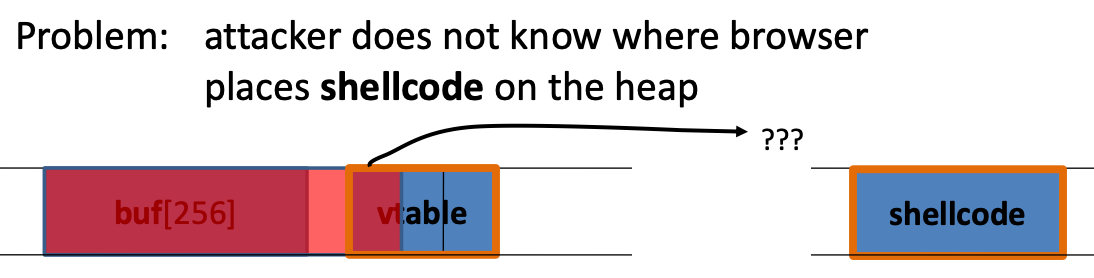 Problem: attacker does not know where browser
places shellcode on the heap
???
buf[256]
vtable
shellcode